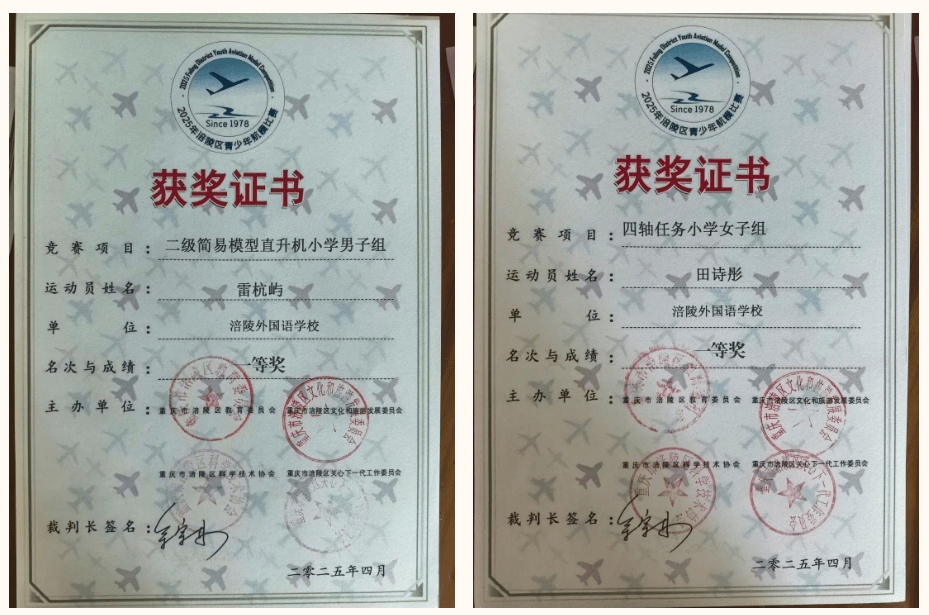 2025 Fuling District Youth Aviation Model Competition
Since 1978
2025年涪陵区青少年航模比赛
获奖证书
竞赛项目：二级简易模型直升机小学男子组
运动员姓名：雷杭屿
单位：涪陵外国语学校
名次与成绩：一等奖
主办单位：重庆市涪陵区教育委员会 重庆市涪陵区文化和旅游发展委员会
重庆市涪陵区科学技术协会 重庆市涪陵区关心下一代工作委员会
裁判长签名：
二零二五年四月
2025 Fuling District Youth Aviation Model Competition
Since 1978
2025年涪陵区青少年航模比赛
获奖证书
竞赛项目：四轴任务小学女子组
运动员姓名：田诗彤
单位：涪陵外国语学校
名次与成绩：一等奖
主办单位：重庆市涪陵区教育委员会 重庆市涪陵区文化和旅游发展委员会
重庆市涪陵区科学技术协会 重庆市涪陵区关心下一代工作委员会
裁判长签名：
二零二五年四月